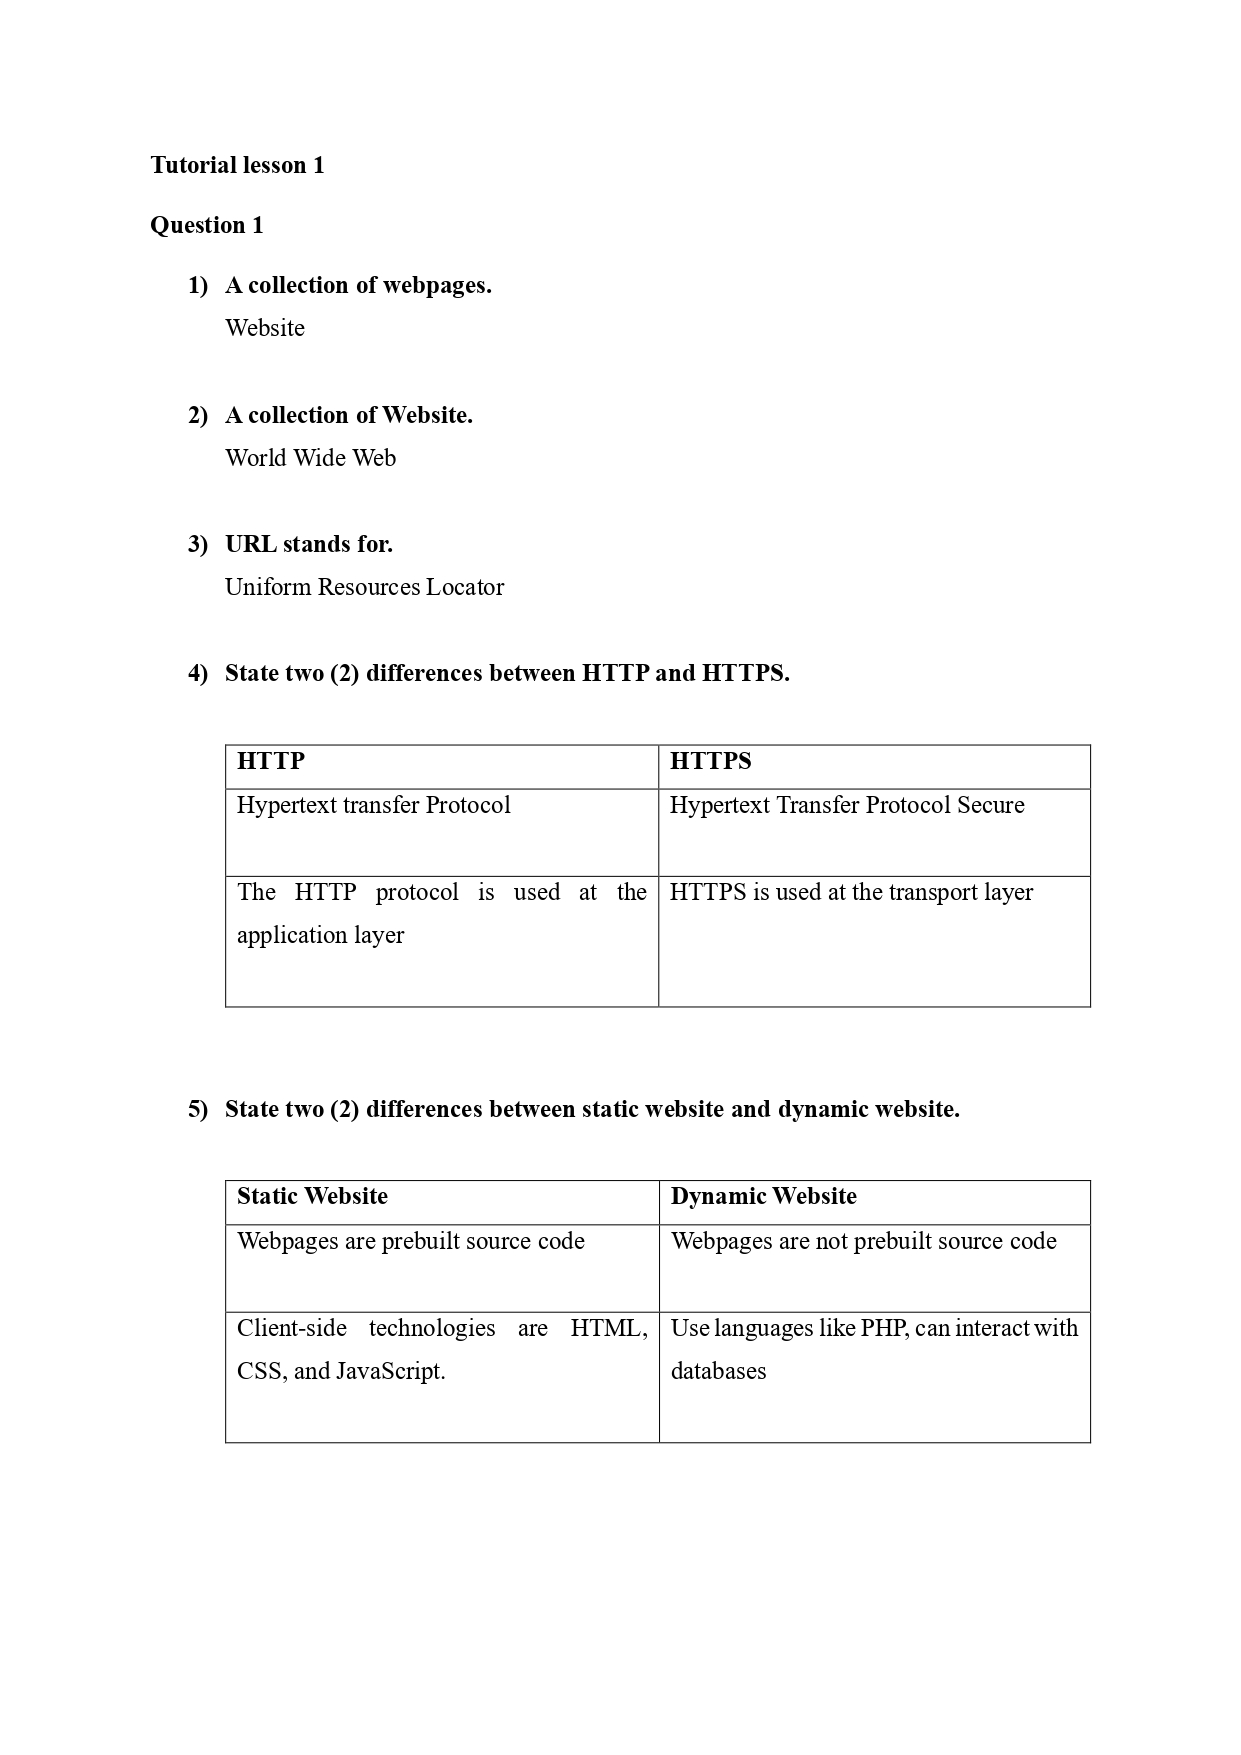 Tutorial lesson 1
Question 1
1) A collection of webpages.
Website
2) A collection of Website.
World Wide Web
3) URL stands for.
Uniform Resources Locator
4) State two (2) differences between HTTP and HTTPS.
HTTP
HTTPS
Hypertext transfer Protocol
Hypertext Transfer Protocol Secure
The HTTP protocol is used at the
application layer
HTTPS is used at the transport layer
5) State two (2) differences between static website and dynamic website.
Static Website
Dynamic Website
Webpages are prebuilt source code
Webpages are not prebuilt source code
Client-side technologies are HTML,
CSS, and JavaScript.
Use languages like PHP, can interact with
databases